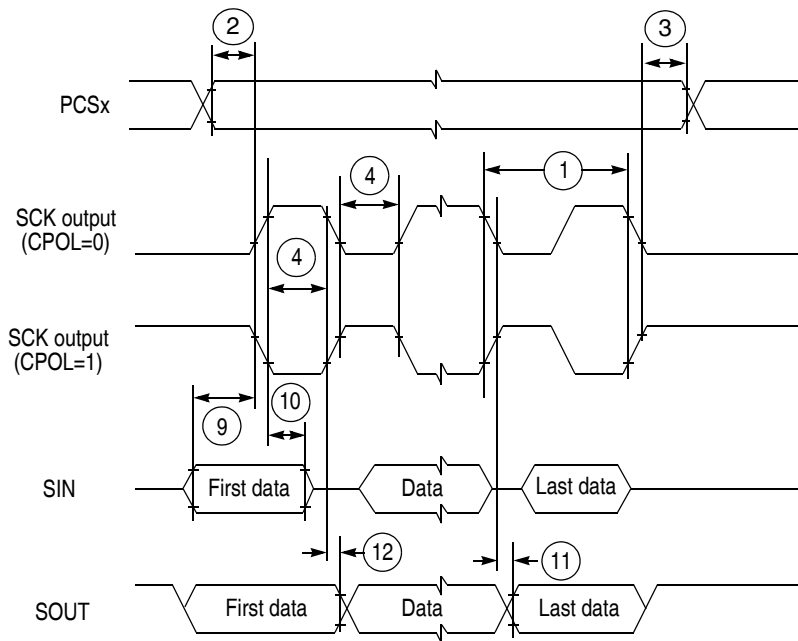 2
3
PCSx
4
1
SCK output
(CPOL=0)
4
SCK output
(CPOL=1)
10
9
SIN
First data
Data
Last data
12
11
SOUT
First data
Data
Last data